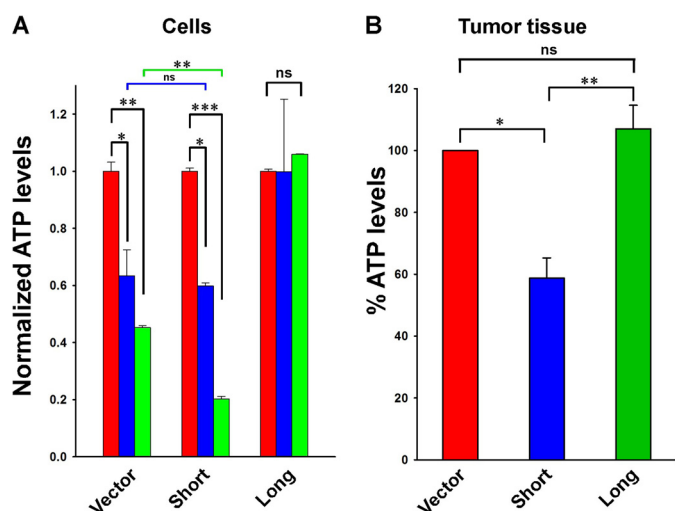 A
Cells
**
ns
**
*
***
*
ns
Normalized ATP levels
1.2
1.0
0.8
0.6
0.4
0.2
0.0
Vector
Short
Long
B
Tumor tissue
ns
**
*
% ATP levels
120
100
80
60
40
20
0
Vector
Short
Long